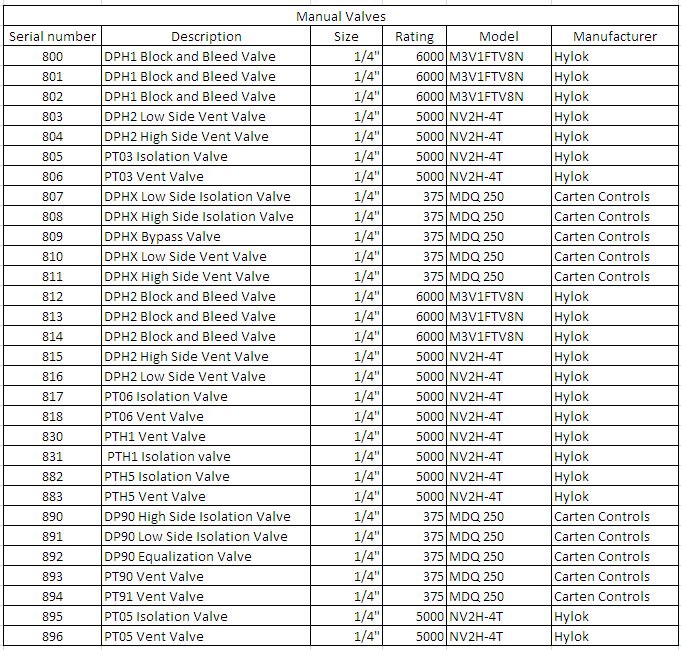 Manual Valves
Serial number Description Size Rating Model Manufacturer
800 DPH1 Block and Bleed Valve 1/4" 6000 M3V1FTV8N Hylok
801 DPH1 Block and Bleed Valve 1/4" 6000 M3V1FTV8N Hylok
802 DPH1 Block and Bleed Valve 1/4" 6000 M3V1FTV8N Hylok
803 DPH2 Low Side Vent Valve 1/4" 5000 NV2H-4T Hylok
804 DPH2 High Side Vent Valve 1/4" 5000 NV2H-4T Hylok
805 PT03 Isolation Valve 1/4" 5000 NV2H-4T Hylok
806 PT03 Vent Valve 1/4" 5000 NV2H-4T Hylok
807 DPHX Low Side Isolation Valve 1/4" 375 MDQ 250 Carten Controls
808 DPHX High Side Isolation Valve 1/4" 375 MDQ 250 Carten Controls
809 DPHX Bypass Valve 1/4" 375 MDQ 250 Carten Controls
810 DPHX Low Side Vent Valve 1/4" 375 MDQ 250 Carten Controls
811 DPHX High Side Vent Valve 1/4" 375 MDQ 250 Carten Controls
812 DPH2 Block and Bleed Valve 1/4" 6000 M3V1FTV8N Hylok
813 DPH2 Block and Bleed Valve 1/4" 6000 M3V1FTV8N Hylok
814 DPH2 Block and Bleed Valve 1/4" 6000 M3V1FTV8N Hylok
815 DPH2 High Side Vent Valve 1/4" 5000 NV2H-4T Hylok
816 DPH2 Low Side Vent Valve 1/4" 5000 NV2H-4T Hylok
817 PT06 Isolation Valve 1/4" 5000 NV2H-4T Hylok
818 PT06 Vent Valve 1/4" 5000 NV2H-4T Hylok
830 PTH1 Vent Valve 1/4" 5000 NV2H-4T Hylok
831 PTH1 Isolation valve 1/4" 5000 NV2H-4T Hylok
882 PTH5 Isolation Valve 1/4" 5000 NV2H-4T Hylok
883 PTH5 Vent Valve 1/4" 5000 NV2H-4T Hylok
890 DP90 High Side Isolation Valve 1/4" 375 MDQ 250 Carten Controls
891 DP90 Low Side Isolation Valve 1/4" 375 MDQ 250 Carten Controls
892 DP90 Equalization Valve 1/4" 375 MDQ 250 Carten Controls
893 PT90 Vent Valve 1/4" 375 MDQ 250 Carten Controls
894 PT91 Vent Valve 1/4" 375 MDQ 250 Carten Controls
895 PT05 Isolation Valve 1/4" 5000 NV2H-4T Hylok
896 PT05 Vent Valve 1/4" 5000 NV2H-4T Hylok